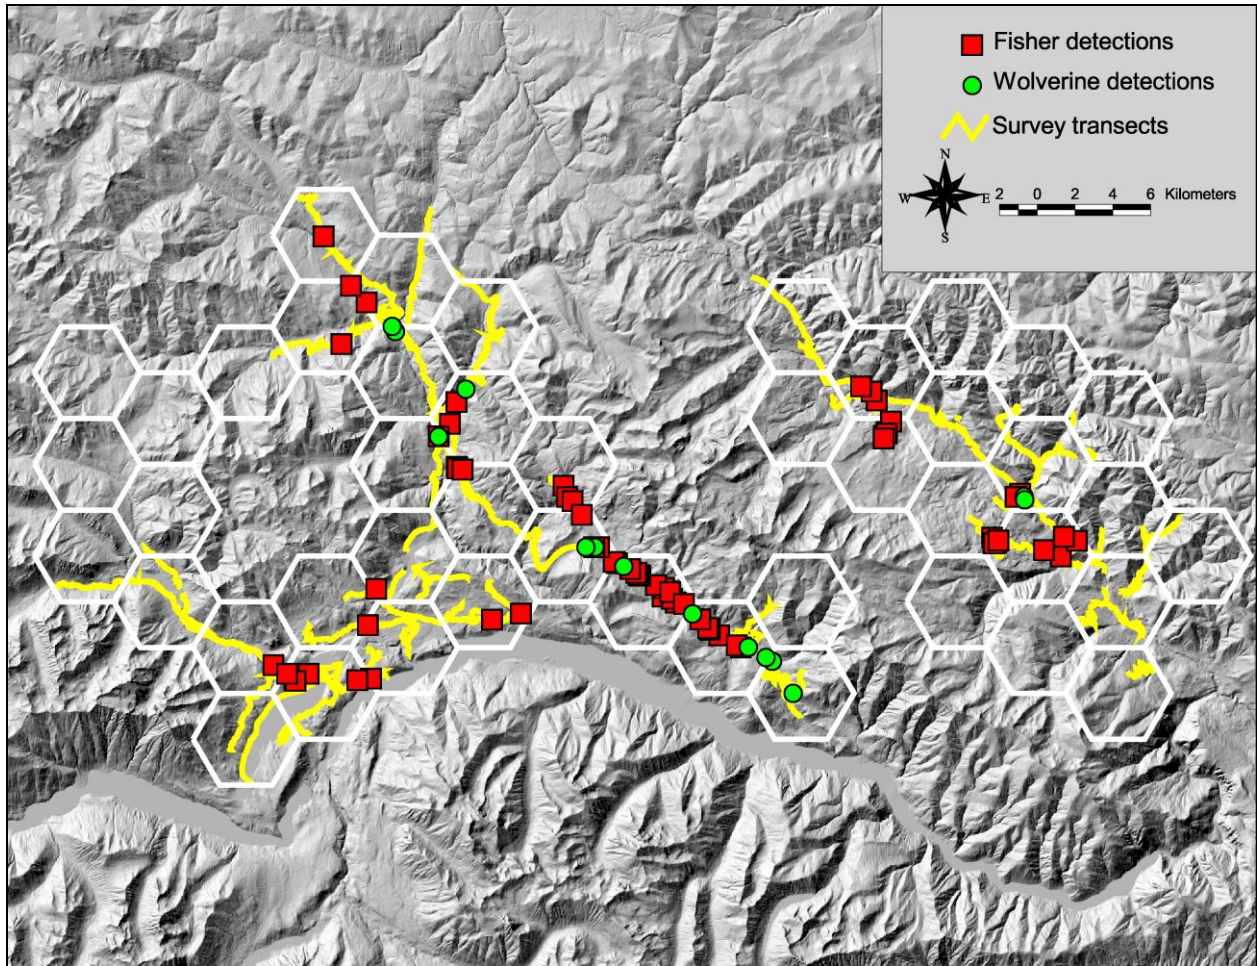 Fisher detections
Wolverine detections
Survey transects
N
W E
S
2 0 2 4 6 Kilometers